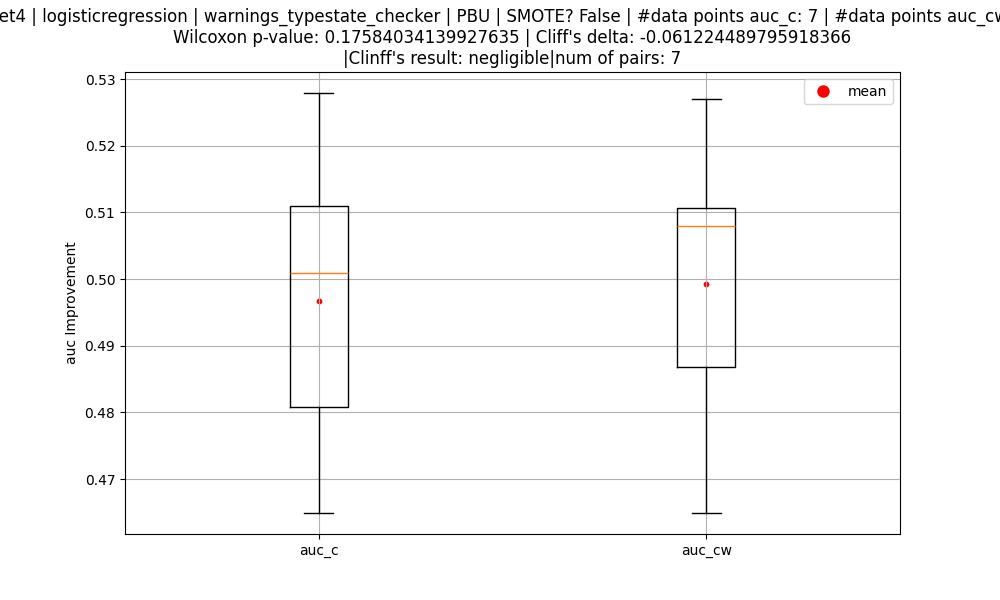 et4 | logisticregression | warnings_typestate_checker | PBU | SMOTE? False | #data points auc_c: 7 | #data points auc_cw
Wilcoxon p-value: 0.17584034139927635 | Cliff's delta: -0.061224489795918366
|Clinff's result: negligible|num of pairs: 7
mean
0.53
0.52
0.51
0.50
0.49
0.48
0.47
auc Improvement
auc_c
auc_cw